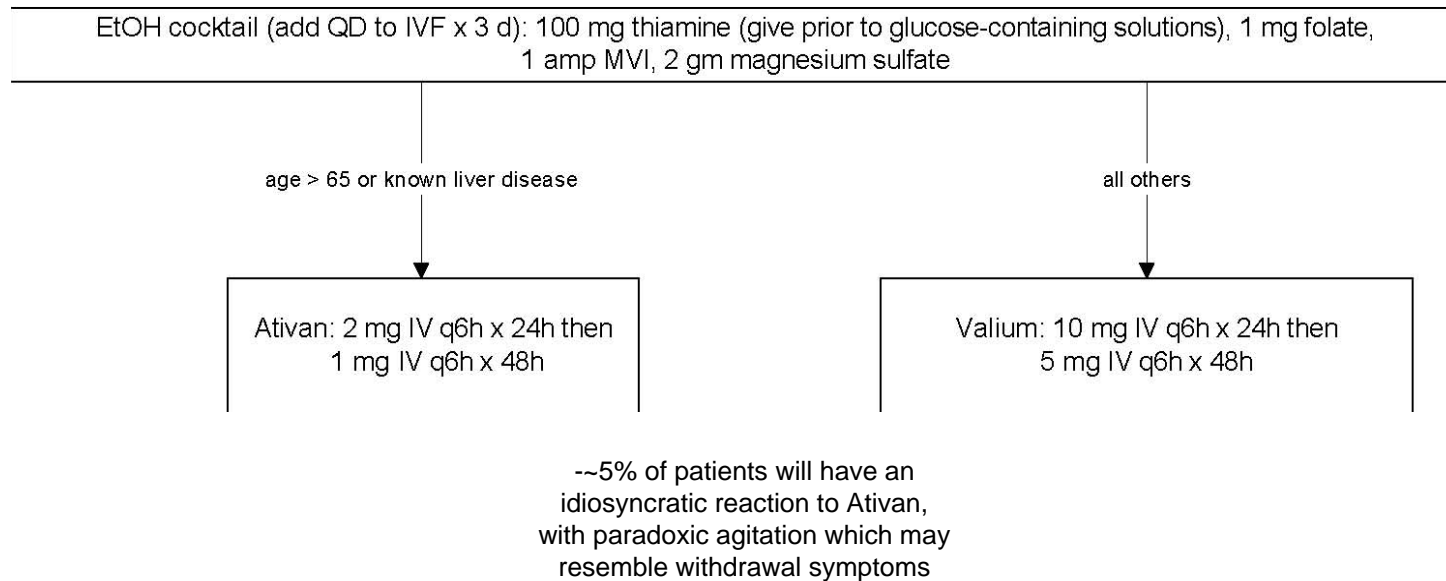 EtOH cocktail (add QD to IVF x 3 d): 100 mg thiamine (give prior to glucose-containing solutions), 1 mg folate,
1 amp MVI, 2 gm magnesium sulfate
age > 65 or known liver disease
all others
Ativan: 2 mg IV q6h x 24h then
1 mg IV q6h x 48h
Valium: 10 mg IV q6h x 24h then
5 mg IV q6h x 48h
-~5% of patients will have an
idiosyncratic reaction to Ativan,
with paradoxic agitation which may
resemble withdrawal symptoms